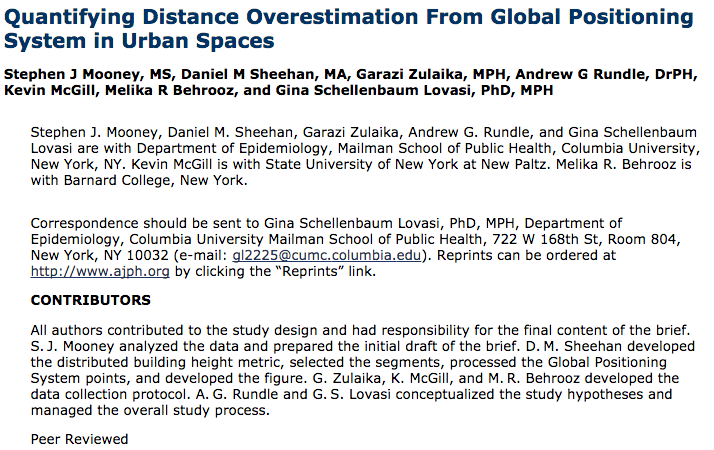 Quantifying Distance Overestimation From Global Positioning
System in Urban Spaces
Stephen J Mooney, MS, Daniel M Sheehan, MA, Garazi Zulaika, MPH, Andrew G Rundle, DrPH,
Kevin McGill, Melika R Behrooz, and Gina Schellenbaum Lovasi, PhD, MPH
Stephen J. Mooney, Daniel M. Sheehan, Garazi Zulaika, Andrew G. Rundle, and Gina Schellenbaum
Lovasi are with Department of Epidemiology, Mailman School of Public Health, Columbia University,
New York, NY. Kevin McGill is with State University of New York at New Paltz. Melika R. Behrooz is
with Barnard College, New York.
Correspondence should be sent to Gina Schellenbaum Lovasi, PhD, MPH, Department of
Epidemiology, Columbia University Mailman School of Public Health, 722 W 168th St, Room 804,
New York, NY 10032 (e-mail: gl2225@cumc.columbia.edu). Reprints can be ordered at
http://www.ajph.org by clicking the “Reprints” link.
CONTRIBUTORS
All authors contributed to the study design and had responsibility for the final content of the brief.
S. J. Mooney analyzed the data and prepared the initial draft of the brief. D. M. Sheehan developed
the distributed building height metric, selected the segments, processed the Global Positioning
System points, and developed the figure. G. Zulaika, K. McGill, and M. R. Behrooz developed the
data collection protocol. A. G. Rundle and G. S. Lovasi conceptualized the study hypotheses and
managed the overall study process.
Peer Reviewed